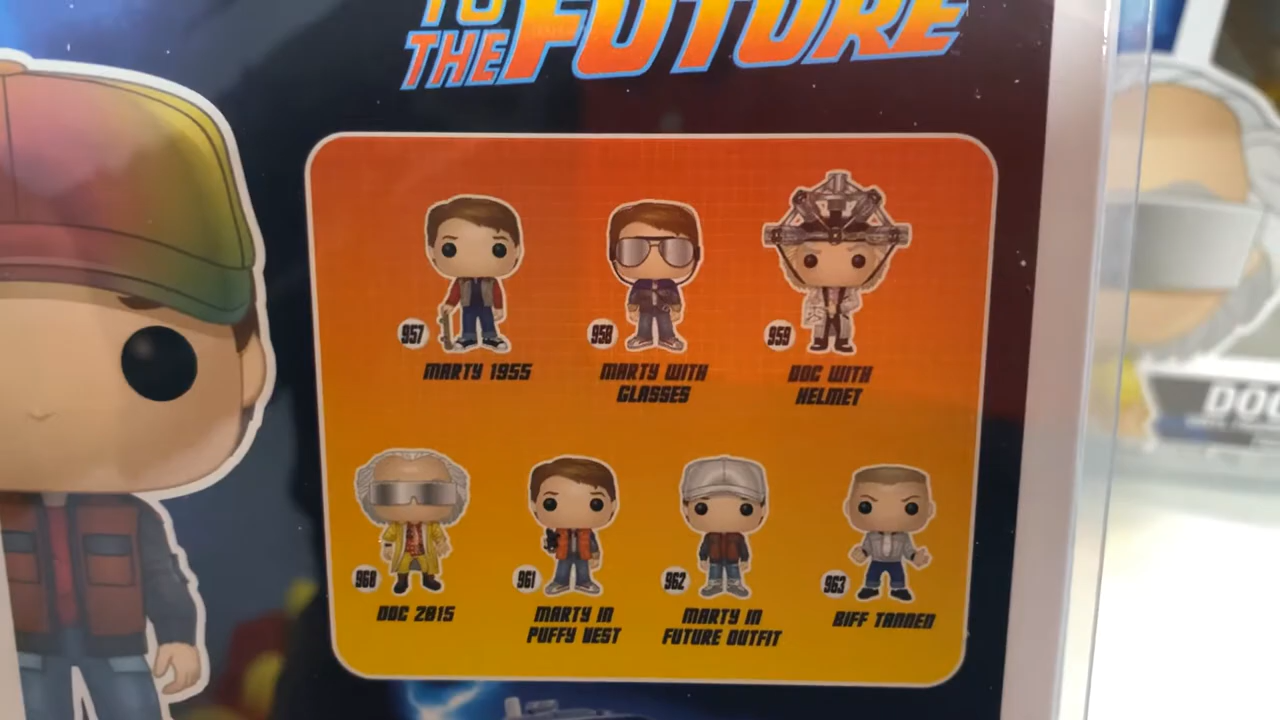 TO
THE FUTURE
957
MARTY 1955
958
MARTY WITH
GLASSES
959
DOC WITH
HELMET
960
DOC 2015
961
MARTY IN
PUFFY VEST
962
MARTY IN
FUTURE OUTFIT
963
BIFF TANNEN
DOC